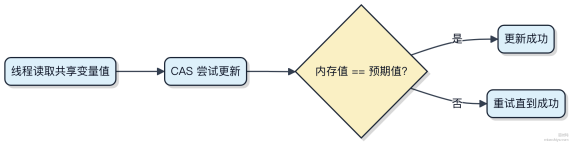 线程读取共享变量值
CAS 尝试更新
内存值 == 预期值?
是
更新成功
否
重试直到成功